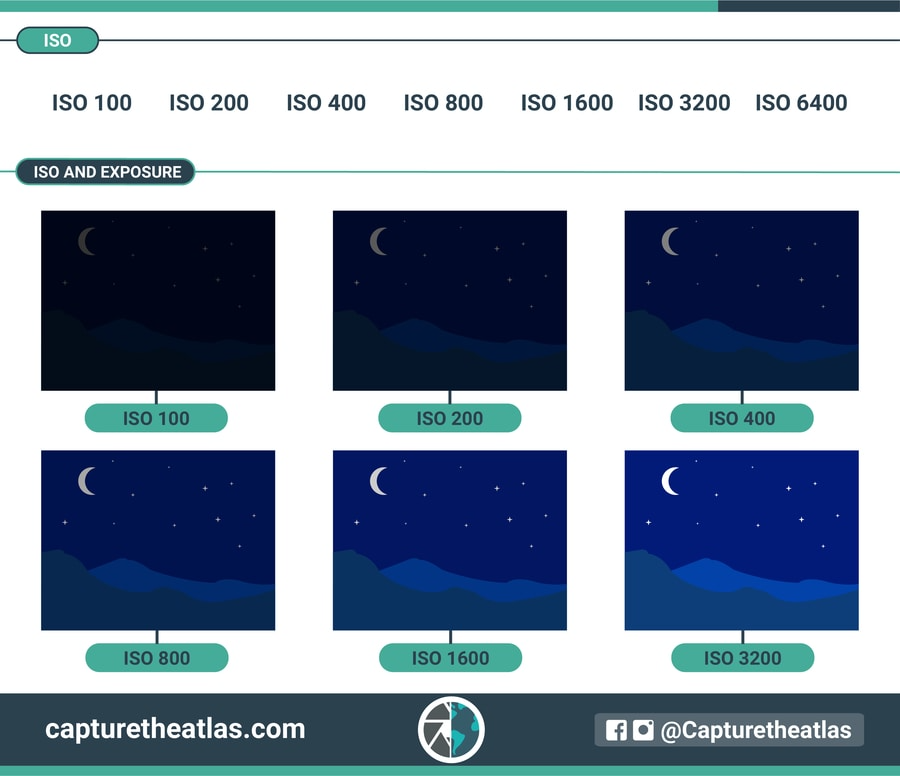 ISO
ISO 100 ISO 200 ISO 400 ISO 800 ISO 1600 ISO 3200 ISO 6400
ISO AND EXPOSURE
ISO 100 ISO 200 ISO 400
ISO 800 ISO 1600 ISO 3200
capturetheatlas.com @Capturetheatlas